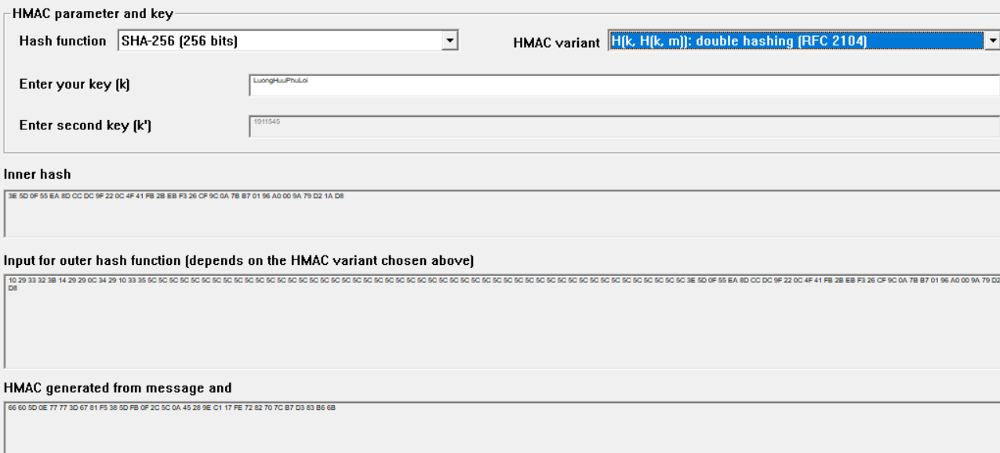 HMAC parameter and key
Hash function SHA-256 (256 bits) HMAC variant H(k, H(k, m)): double hashing (RFC 2104)
Enter your key (k) LuongHuuPhuLoi
Enter second key (k') 1911545
Inner hash
3E 5D 0F 55 EA 8D CC DC 9F 22 0C 4F 41 FB 2B EB F3 26 CF 9C 0A 7B B7 01 96 A0 00 9A 79 D2 1A D8
Input for outer hash function (depends on the HMAC variant chosen above)
10 29 33 32 3B 14 29 29 0C 34 29 10 33 35 5C 5C 5C 5C 5C 5C 5C 5C 5C 5C 5C 5C 5C 5C 5C 5C 5C 5C 5C 5C 5C 5C 5C 5C 5C 5C 5C 5C 5C 5C 5C 5C 5C 5C 5C 5C 5C 5C 5C 5C 5C 5C 5C 5C 5C 5C 5C 5C 5C 5C 3E 5D 0F 55 EA 8D CC DC 9F 22 0C 4F 41 FB 2B EB F3 26 CF 9C 0A 7B B7 01 96 A0 00 9A 79 D2
D8
HMAC generated from message and
66 60 5D 0E 77 77 3D 67 81 F5 38 5D FB 0F 2C 5C 0A 45 28 9E C1 17 FE 72 82 70 7C B7 D3 83 B6 6B